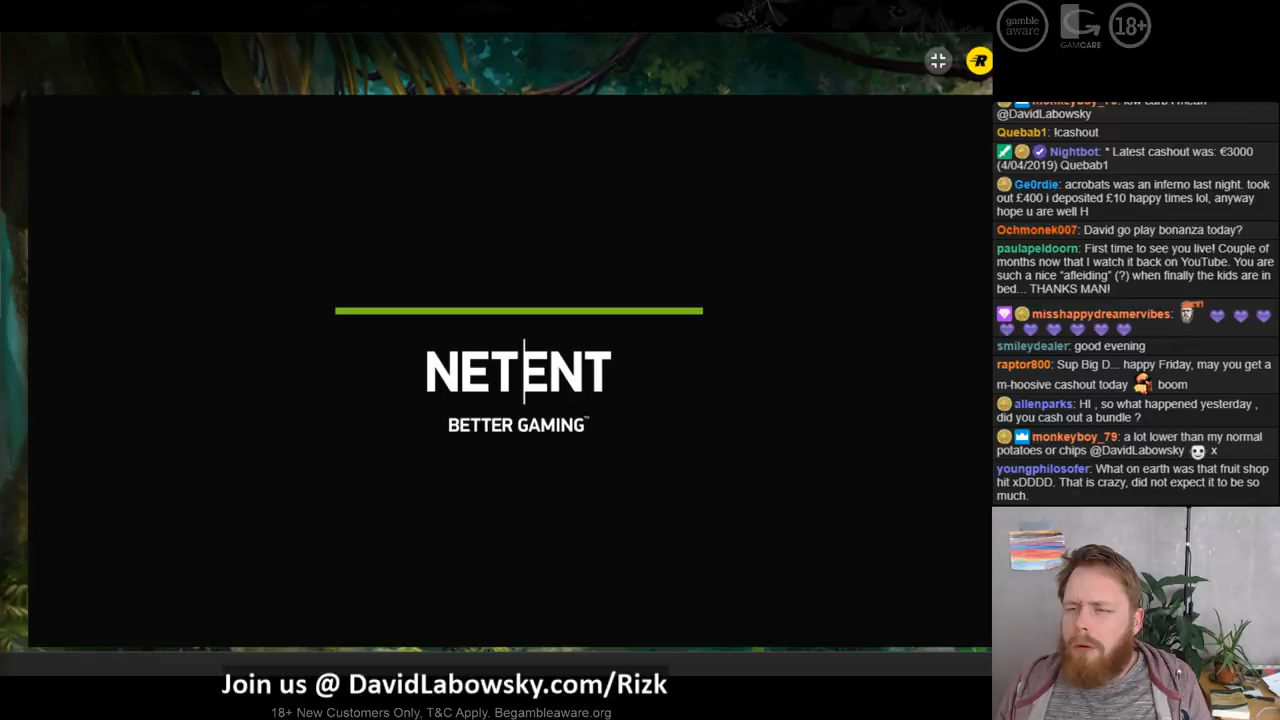 gamble
aware
GAMCARE
18+
R
monkeyboy_79: low carb i mean
@DavidLabowsky
Quebab1: !cashout
Nightbot: * Latest cashout was: €3000
(4/04/2019) Quebab1
Ge0rdie: acrobats was an inferno last night. took
out £400 i deposited £10 happy times lol, anyway
hope u are well H
Ochmonek007: David go play bonanza today?
paulapeldoorn: First time to see you live! Couple of
months now that I watch it back on YouTube. You are
such a nice "afleiding" (?) when finally the kids are in
bed... THANKS MAN!
misshappydreamervibes:
smileydealer: good evening
raptor800: Sup Big D... happy Friday, may you get a
m-hoosive cashout today boom
allenparks: HI , so what happened yesterday ,
did you cash out a bundle ?
monkeyboy_79: a lot lower than my normal
potatoes or chips @DavidLabowsky x
youngphilosofer: What on earth was that fruit shop
hit xDDDD. That is crazy, did not expect it to be so
much.
NETENT
BETTER GAMING™
Join us @ DavidLabowsky.com/Rizk
18+ New Customers Only, T&C Apply. Begambleaware.org